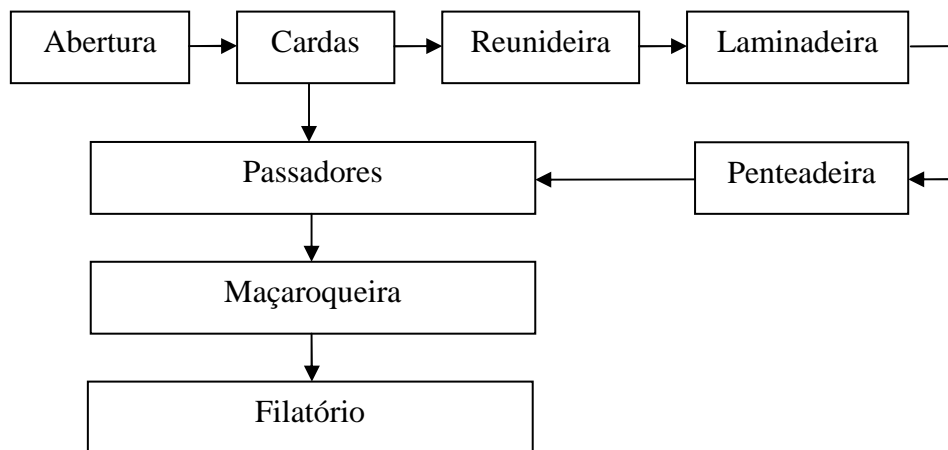 Abertura
Cardas
Reunideira
Laminadeira
Passadores
Penteadeira
Maçaroqueira
Filatório